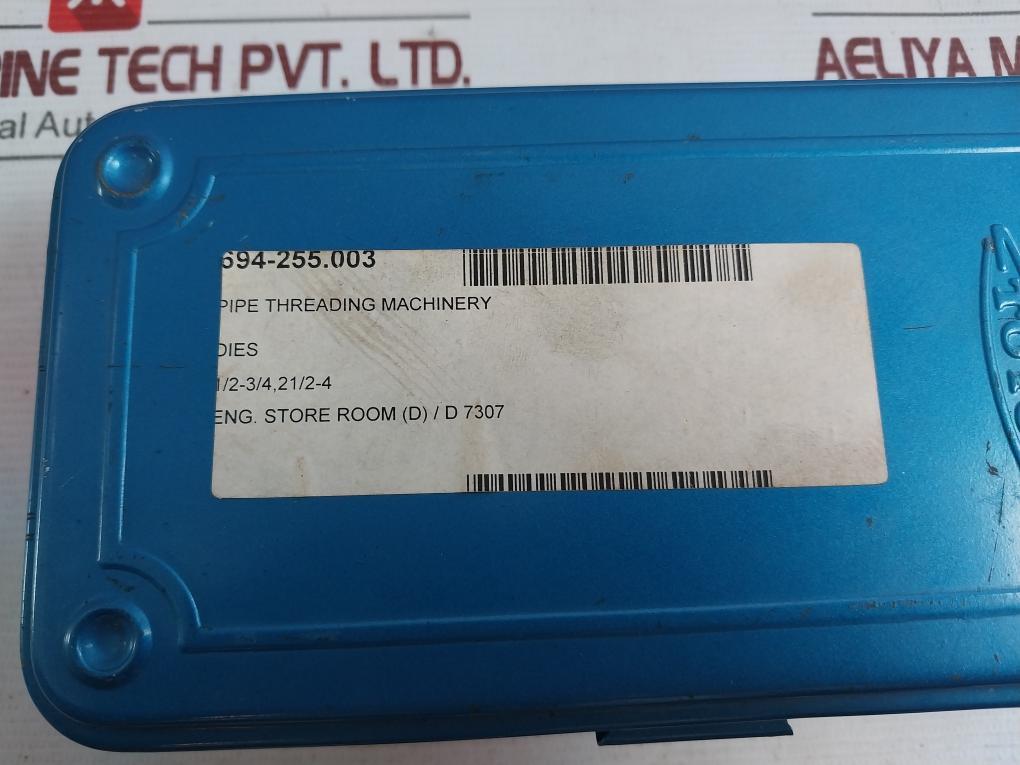 RINE TECH PVT. LTD.
AELIYA M
al Aut
694-255.003
PIPE THREADING MACHINERY
DIES
1/2-3/4,21/2-4
ENG. STORE ROOM (D) / D 7307